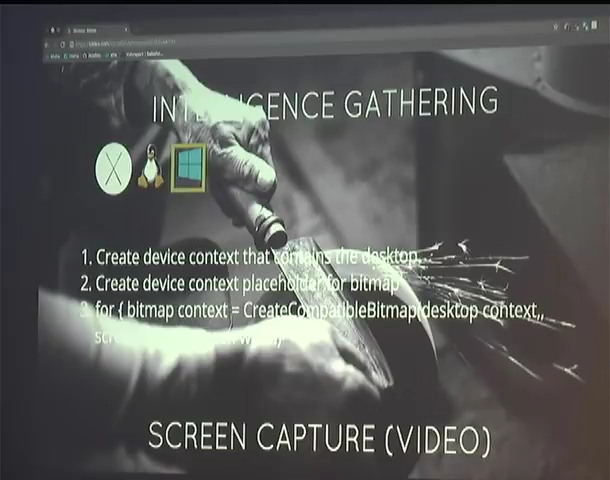 INTELLIGENCE GATHERING
1. Create device context that contains the desktop.
2. Create device context placeholder for bitmap
3. for { bitmap context = CreateCompatibleBitmap(desktop context,,
SCREEN CAPTURE (VIDEO)